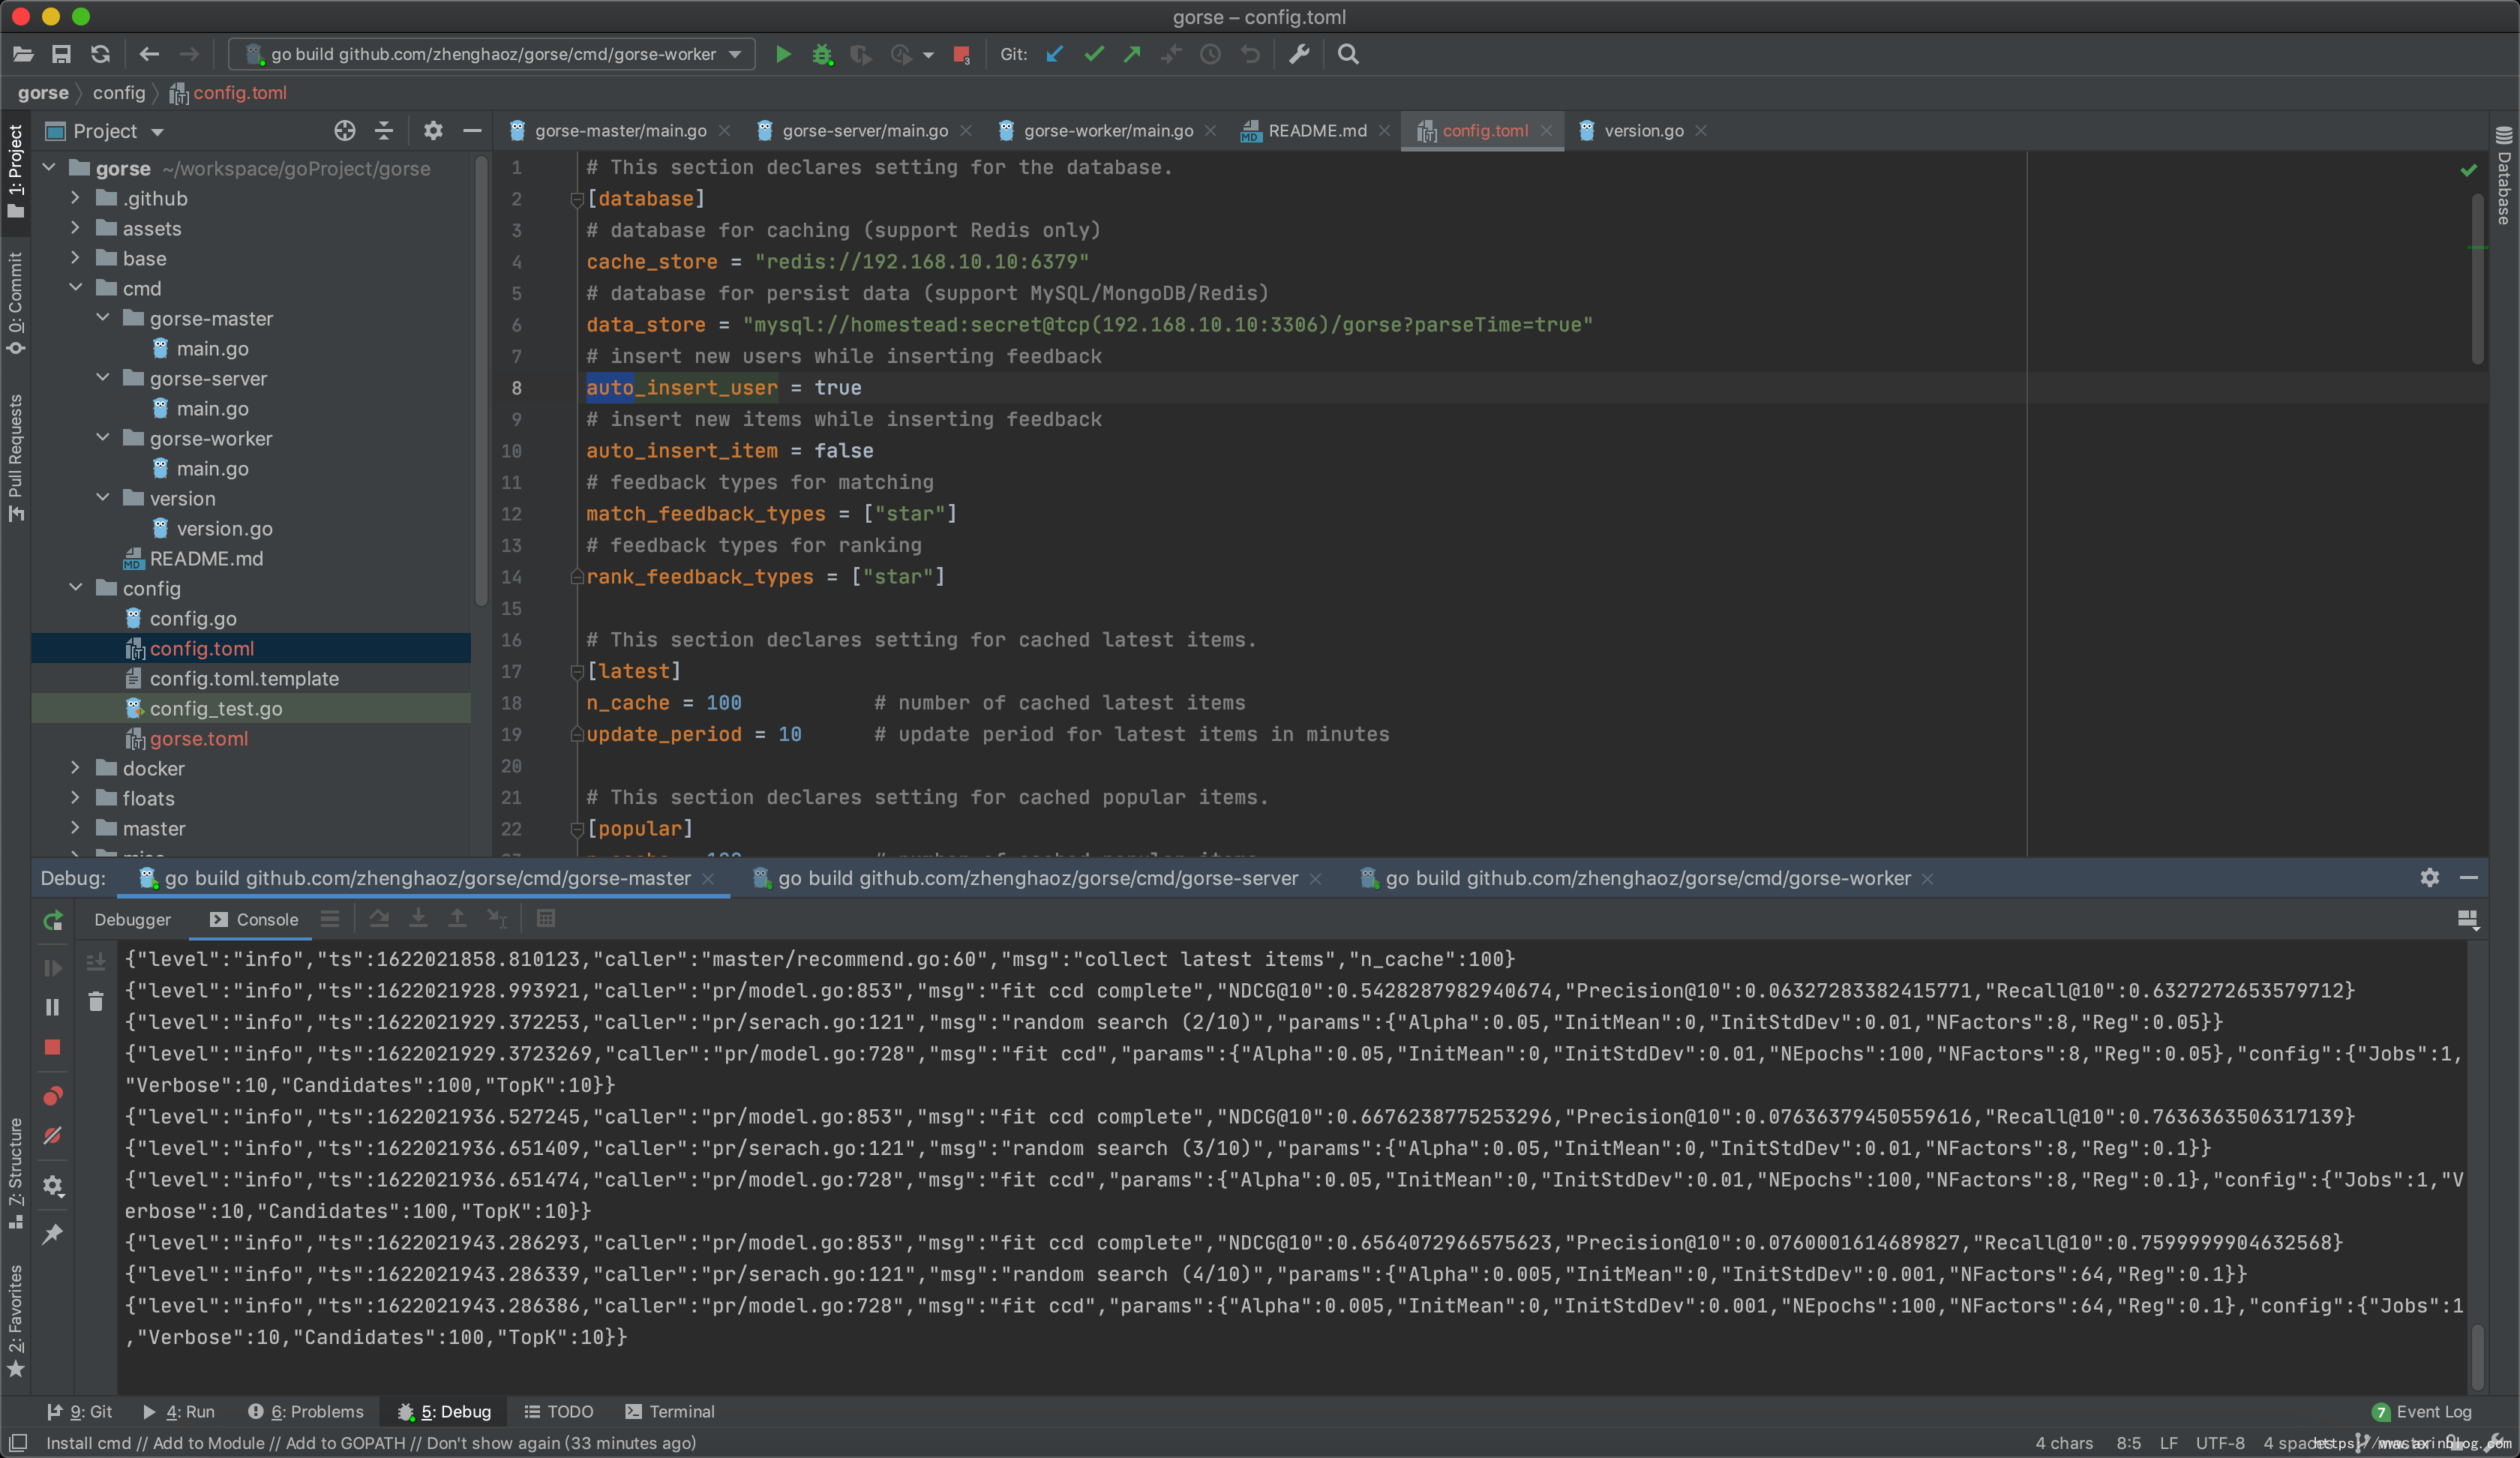 gorse – config.toml
go build github.com/zhenghaoz/gorse/cmd/gorse-worker
3
Git:
gorse
config
config.toml
1: Project
0: Commit
Pull Requests
7: Structure
2: Favorites
Project
gorse ~/workspace/goProject/gorse
.github
assets
base
cmd
gorse-master
main.go
gorse-server
main.go
gorse-worker
main.go
version
version.go
README.md
config
config.go
config.toml
config.toml.template
config_test.go
gorse.toml
docker
floats
master
gorse-master/main.go
gorse-server/main.go
gorse-worker/main.go
README.md
config.toml
version.go
Database
1 # This section declares setting for the database.
2 [database]
3 # database for caching (support Redis only)
4 cache_store = "redis://192.168.10.10:6379"
5 # database for persist data (support MySQL/MongoDB/Redis)
6 data_store = "mysql://homestead:secret@tcp(192.168.10.10:3306)/gorse?parseTime=true"
7 # insert new users while inserting feedback
8 auto_insert_user = true
9 # insert new items while inserting feedback
10 auto_insert_item = false
11 # feedback types for matching
12 match_feedback_types = ["star"]
13 # feedback types for ranking
14 rank_feedback_types = ["star"]
15
16 # This section declares setting for cached latest items.
17 [latest]
18 n_cache = 100 # number of cached latest items
19 update_period = 10 # update period for latest items in minutes
20
21 # This section declares setting for cached popular items.
22 [popular]
Debug:
go build github.com/zhenghaoz/gorse/cmd/gorse-master
go build github.com/zhenghaoz/gorse/cmd/gorse-server
go build github.com/zhenghaoz/gorse/cmd/gorse-worker
Debugger
Console
{"level":"info","ts":1622021858.810123,"caller":"master/recommend.go:60","msg":"collect latest items","n_cache":100}
{"level":"info","ts":1622021928.993921,"caller":"pr/model.go:853","msg":"fit ccd complete","NDCG@10":0.5428287982940674,"Precision@10":0.06327283382415771,"Recall@10":0.6327272653579712}
{"level":"info","ts":1622021929.372253,"caller":"pr/serach.go:121","msg":"random search (2/10)","params":{"Alpha":0.05,"InitMean":0,"InitStdDev":0.01,"NFactors":8,"Reg":0.05}}
{"level":"info","ts":1622021929.3723269,"caller":"pr/model.go:728","msg":"fit ccd","params":{"Alpha":0.05,"InitMean":0,"InitStdDev":0.01,"NEpochs":100,"NFactors":8,"Reg":0.05},"config":{"Jobs":1,
"Verbose":10,"Candidates":100,"TopK":10}}
{"level":"info","ts":1622021936.527245,"caller":"pr/model.go:853","msg":"fit ccd complete","NDCG@10":0.6676238775253296,"Precision@10":0.07636379450559616,"Recall@10":0.7636363506317139}
{"level":"info","ts":1622021936.651409,"caller":"pr/serach.go:121","msg":"random search (3/10)","params":{"Alpha":0.05,"InitMean":0,"InitStdDev":0.01,"NFactors":8,"Reg":0.1}}
{"level":"info","ts":1622021936.651474,"caller":"pr/model.go:728","msg":"fit ccd","params":{"Alpha":0.05,"InitMean":0,"InitStdDev":0.01,"NEpochs":100,"NFactors":8,"Reg":0.1},"config":{"Jobs":1,"V
erbose":10,"Candidates":100,"TopK":10}}
{"level":"info","ts":1622021943.286293,"caller":"pr/model.go:853","msg":"fit ccd complete","NDCG@10":0.6564072966575623,"Precision@10":0.0760001614689827,"Recall@10":0.7599999904632568}
{"level":"info","ts":1622021943.286339,"caller":"pr/serach.go:121","msg":"random search (4/10)","params":{"Alpha":0.005,"InitMean":0,"InitStdDev":0.001,"NFactors":64,"Reg":0.1}}
{"level":"info","ts":1622021943.286386,"caller":"pr/model.go:728","msg":"fit ccd","params":{"Alpha":0.005,"InitMean":0,"InitStdDev":0.001,"NEpochs":100,"NFactors":64,"Reg":0.1},"config":{"Jobs":1
,"Verbose":10,"Candidates":100,"TopK":10}}
9: Git
4: Run
6: Problems
5: Debug
TODO
Terminal
7 Event Log
Install cmd // Add to Module // Add to GOPATH // Don't show again (33 minutes ago)
4 chars 8:5 LF UTF-8 4 spaces